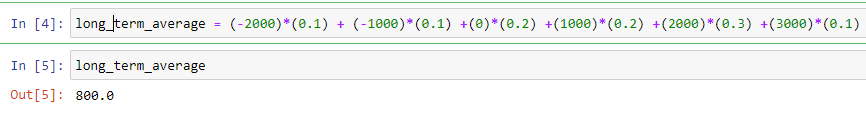 In [4]: long_term_average = (-2000)*(0.1) + (-1000)*(0.1) +(0)*(0.2) +(1000)*(0.2) +(2000)*(0.3) +(3000)*(0.1)
In [5]: long_term_average
Out[5]: 800.0